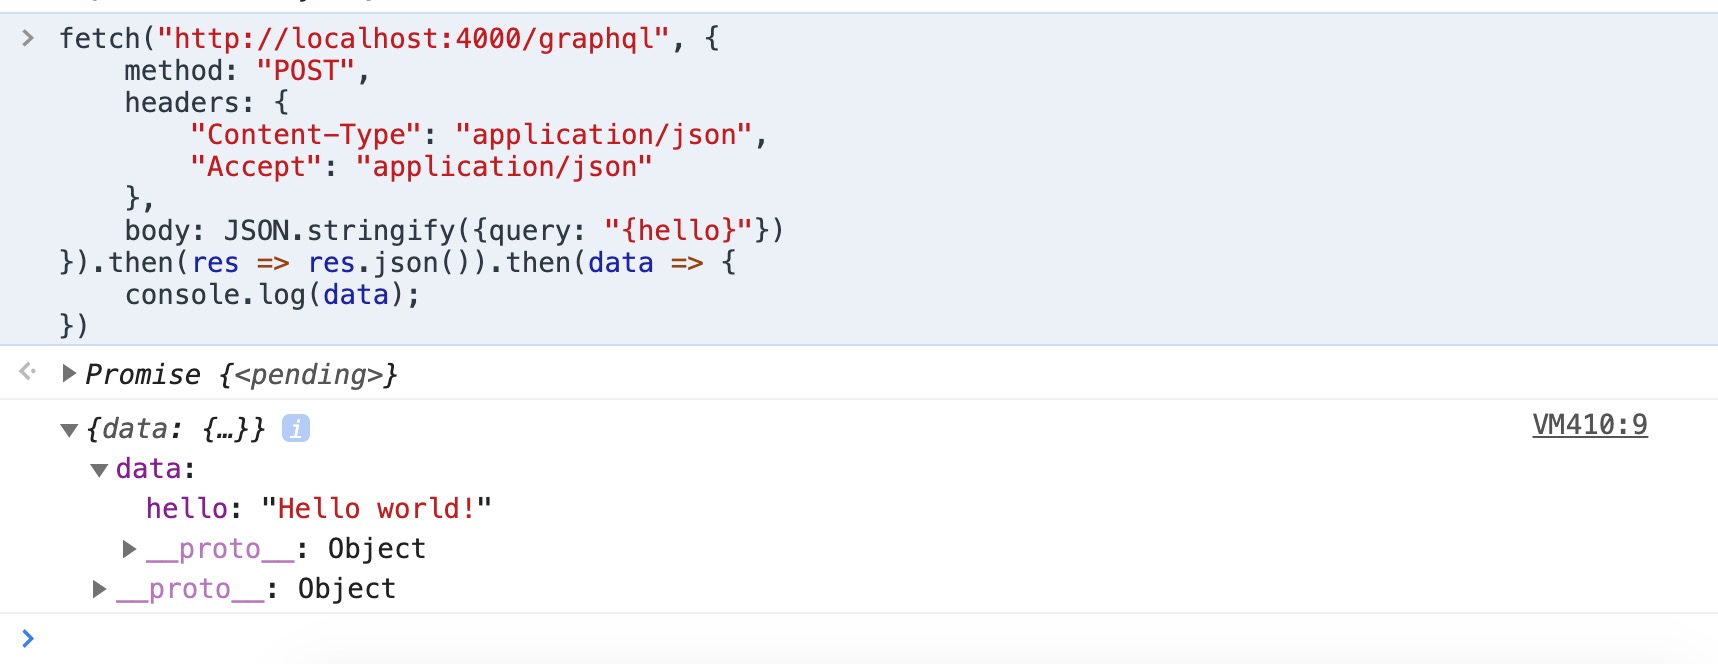 fetch("http://localhost:4000/graphql", {
    method: "POST",
    headers: {
        "Content-Type": "application/json",
        "Accept": "application/json"
    },
    body: JSON.stringify({query: "{hello}"})
}).then(res => res.json()).then(data => {
    console.log(data);
})
Promise {<pending>}
{data: {…}} i VM410:9
data:
hello: "Hello world!"
__proto__: Object
__proto__: Object